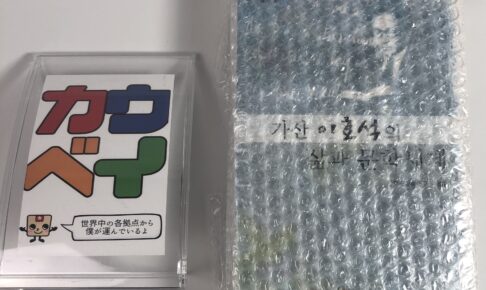 カウ
ベイ
世界中の各拠点から
僕が運んでいるよ
가산 이효석의
삶과 문학세계